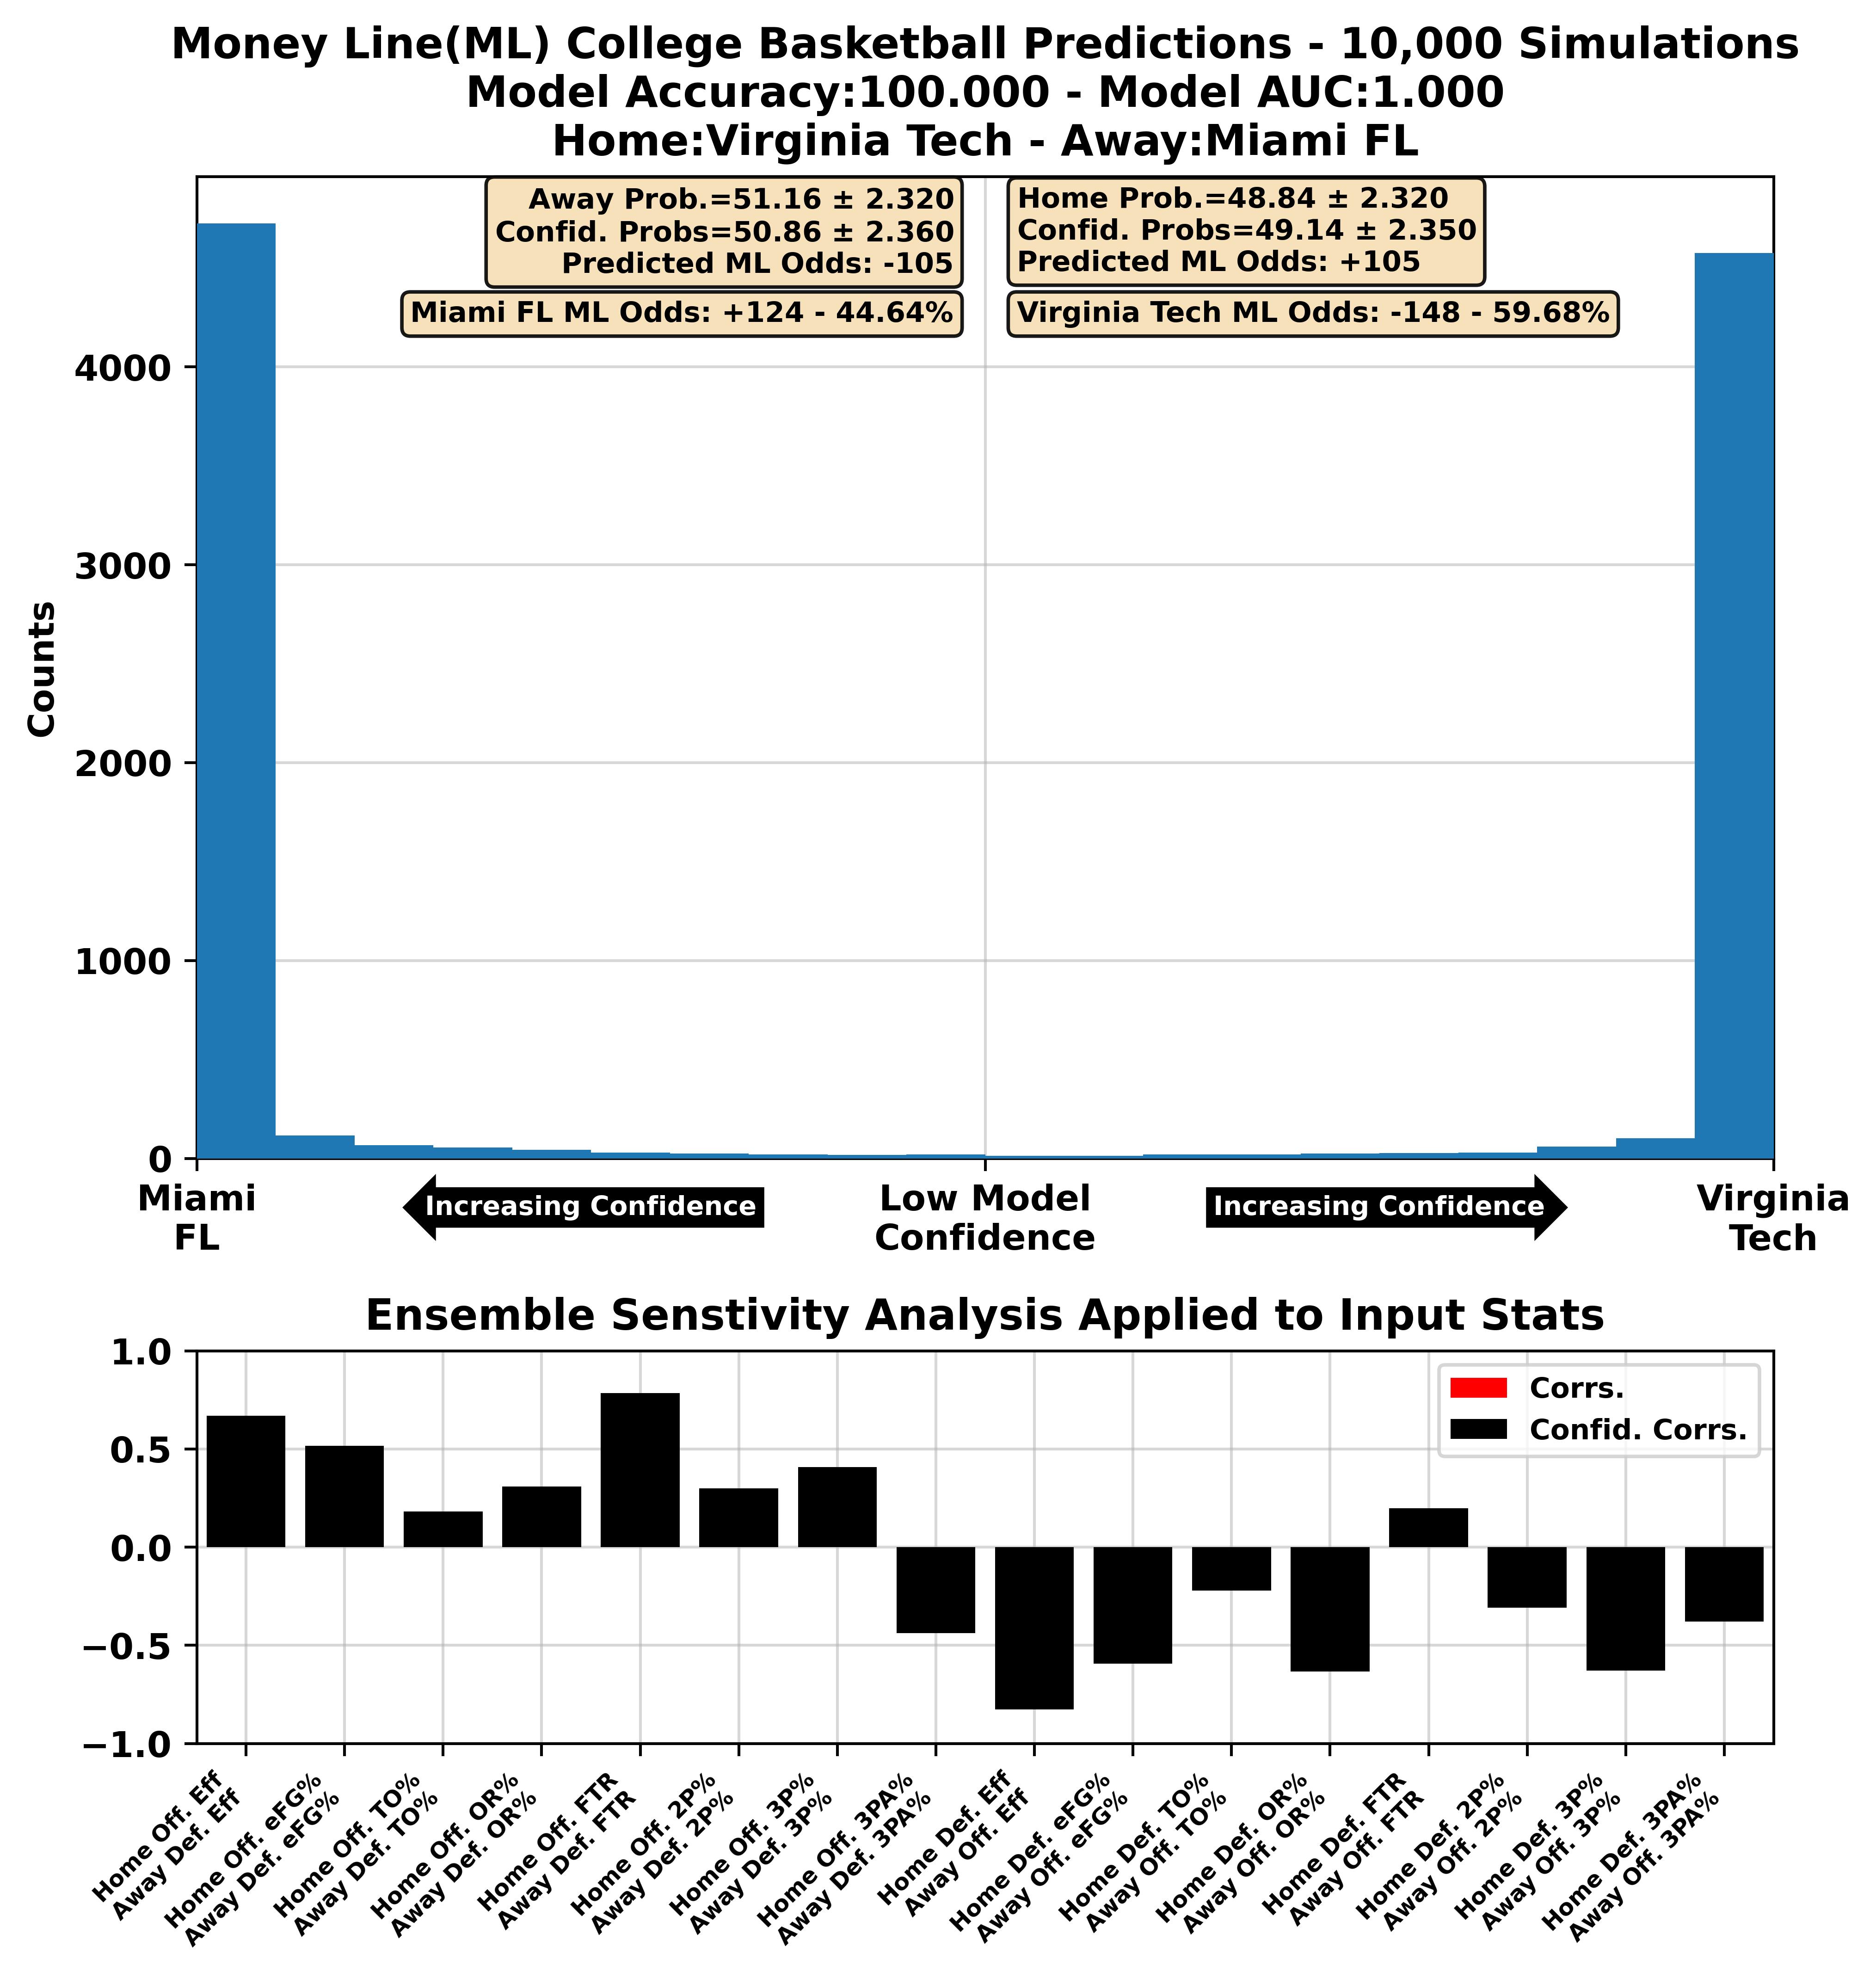 Money Line(ML) College Basketball Predictions - 10,000 Simulations
Model Accuracy:100.000 - Model AUC:1.000
Home:Virginia Tech - Away:Miami FL
Away Prob.=51.16 ± 2.320
Confid. Probs=50.86 ± 2.360
Predicted ML Odds: -105
Miami FL ML Odds: +124 - 44.64%
Home Prob.=48.84 ± 2.320
Confid. Probs=49.14 ± 2.350
Predicted ML Odds: +105
Virginia Tech ML Odds: -148 - 59.68%
Counts
4000
3000
2000
1000
0
Miami
FL
Increasing Confidence
Low Model
Confidence
Increasing Confidence
Virginia
Tech
Ensemble Senstivity Analysis Applied to Input Stats
1.0
0.5
0.0
−0.5
−1.0
Corrs.
Confid. Corrs.
Home Off. Eff
Away Def. Eff
Home Off. eFG%
Away Def. eFG%
Home Off. TO%
Away Def. TO%
Home Off. OR%
Away Def. OR%
Home Off. FTR
Away Def. FTR
Home Off. 2P%
Away Def. 2P%
Home Off. 3P%
Away Def. 3P%
Home Off. 3PA%
Away Def. 3PA%
Home Def. Eff
Away Off. Eff
Home Def. eFG%
Away Off. eFG%
Home Def. TO%
Away Off. TO%
Home Def. OR%
Away Off. OR%
Home Def. FTR
Away Off. FTR
Home Def. 2P%
Away Off. 2P%
Home Def. 3P%
Away Off. 3P%
Home Def. 3PA%
Away Off. 3PA%